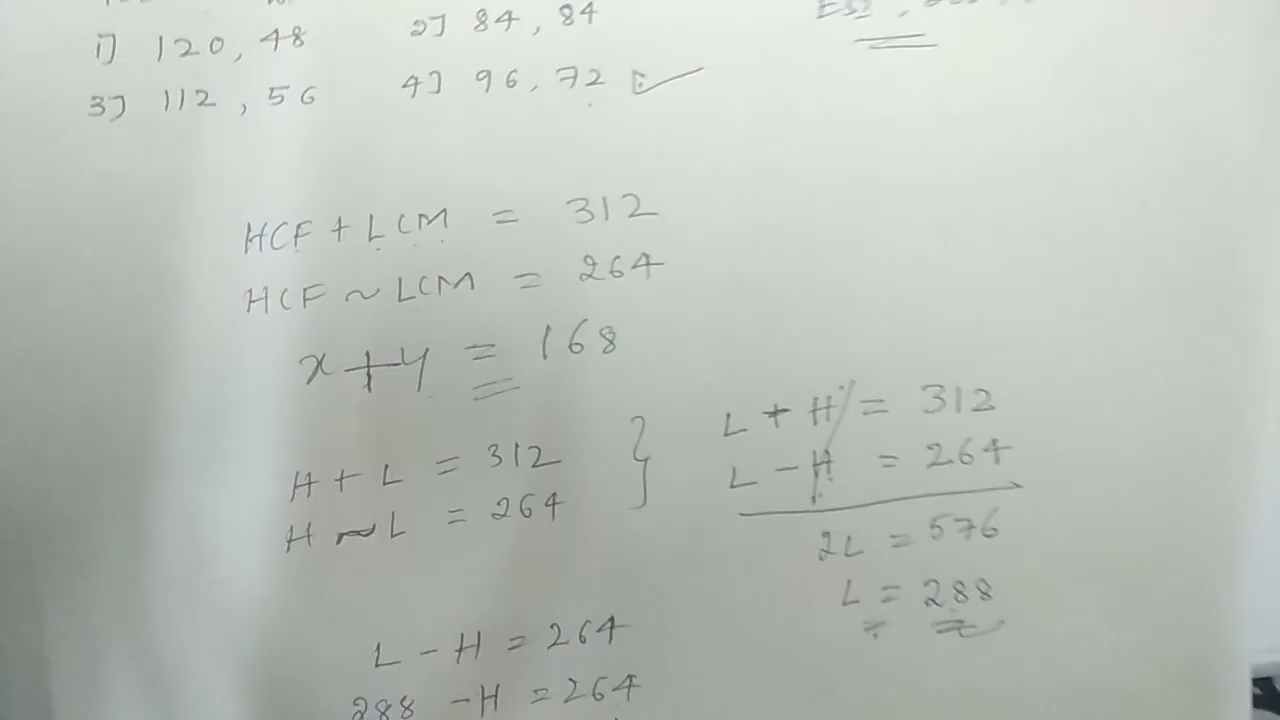 1] 120, 48 2] 84, 84
3] 112, 56 4] 96, 72
HCF + LCM = 312
HCF ~ LCM = 264
x + y = 168
H + L = 312
H ~ L = 264
L + H = 312
L - H = 264
2L = 576
L = 288
L - H = 264
288 - H = 264